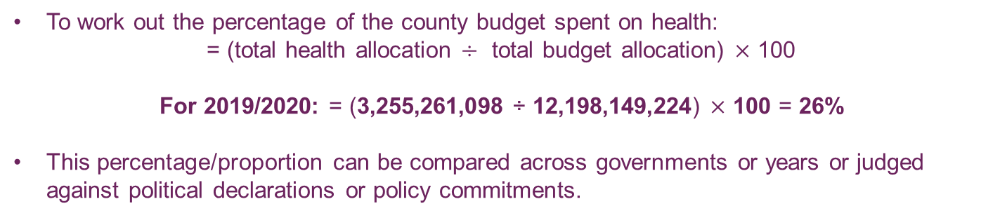 • To work out the percentage of the county budget spent on health:
= (total health allocation ÷ total budget allocation) × 100
For 2019/2020: = (3,255,261,098 ÷ 12,198,149,224) × 100 = 26%
• This percentage/proportion can be compared across governments or years or judged
against political declarations or policy commitments.